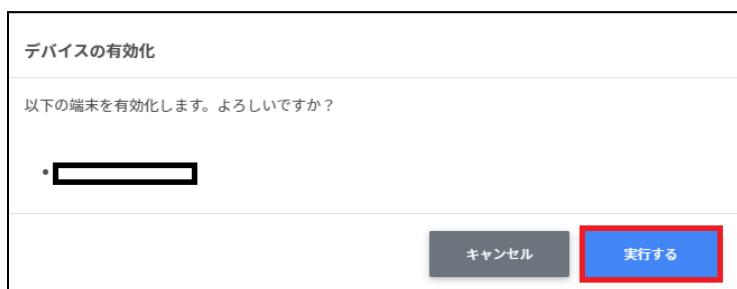 デバイスの有効化
以下の端末を有効化します。よろしいですか？
•
キャンセル
実行する